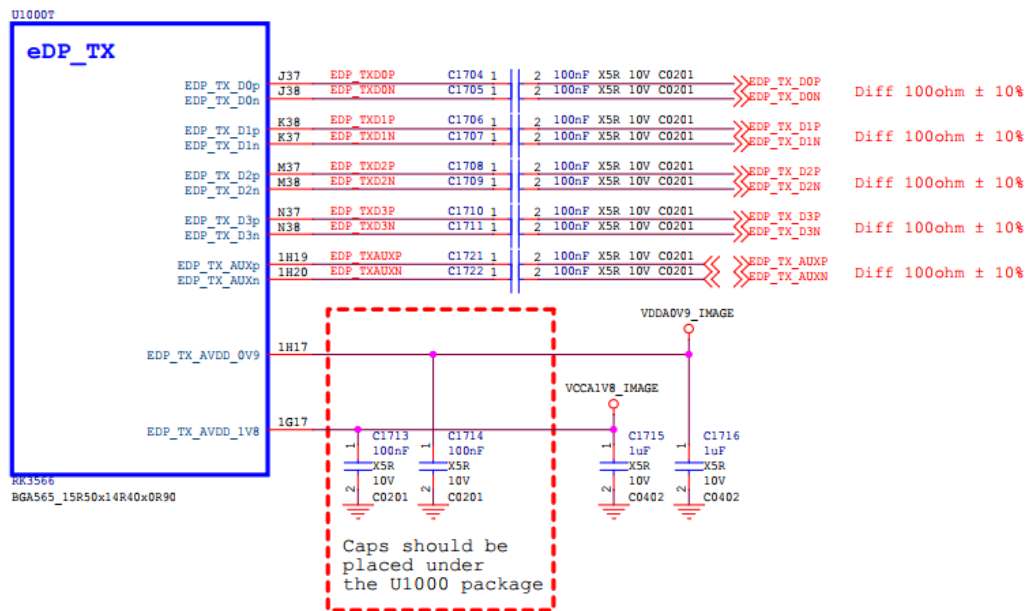 U1000T
eDP_TX
EDP_TX_D0p J37 EDP_TXD0P C1704 1 2 100nF X5R 10V C0201 EDP_TX_D0P
EDP_TX_D0n J38 EDP_TXD0N C1705 1 2 100nF X5R 10V C0201 EDP_TX_D0N
Diff 100ohm ± 10%
EDP_TX_D1p K38 EDP_TXD1P C1706 1 2 100nF X5R 10V C0201 EDP_TX_D1P
EDP_TX_D1n K37 EDP_TXD1N C1707 1 2 100nF X5R 10V C0201 EDP_TX_D1N
Diff 100ohm ± 10%
EDP_TX_D2p M37 EDP_TXD2P C1708 1 2 100nF X5R 10V C0201 EDP_TX_D2P
EDP_TX_D2n M38 EDP_TXD2N C1709 1 2 100nF X5R 10V C0201 EDP_TX_D2N
Diff 100ohm ± 10%
EDP_TX_D3p N37 EDP_TXD3P C1710 1 2 100nF X5R 10V C0201 EDP_TX_D3P
EDP_TX_D3n N38 EDP_TXD3N C1711 1 2 100nF X5R 10V C0201 EDP_TX_D3N
Diff 100ohm ± 10%
EDP_TX_AUXp 1H19 EDP_TXAUXP C1721 1 2 100nF X5R 10V C0201 EDP_TX_AUXP
EDP_TX_AUXn 1H20 EDP_TXAUXN C1722 1 2 100nF X5R 10V C0201 EDP_TX_AUXN
Diff 100ohm ± 10%
VDDA0V9_IMAGE
EDP_TX_AVDD_0V9 1H17
VCCA1V8_IMAGE
EDP_TX_AVDD_1V8 1G17
1 C1713 1 C1714 1 C1715 1 C1716
100nF 100nF 1uF 1uF
X5R X5R X5R X5R
10V 10V 10V 10V
2 C0201 2 C0201 2 C0402 2 C0402
RK3566
BGA565_15R50x14R40x0R90
Caps should be
placed under
the U1000 package